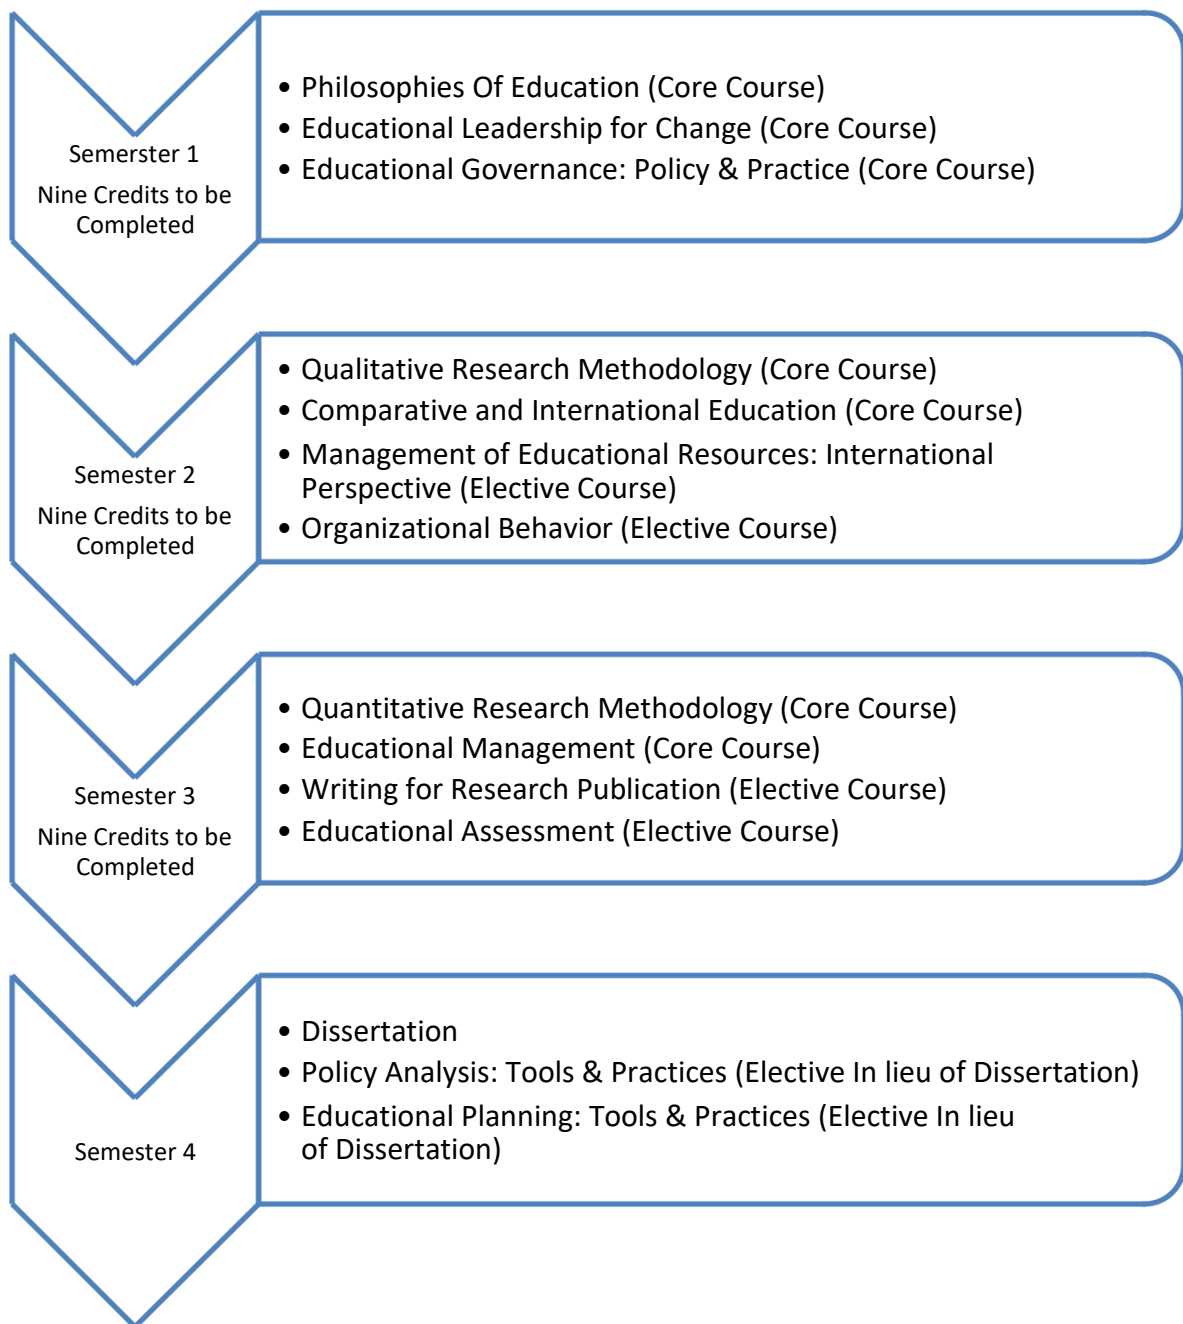 Semerster 1
Nine Credits to be
Completed
• Philosophies Of Education (Core Course)
• Educational Leadership for Change (Core Course)
• Educational Governance: Policy & Practice (Core Course)
Semester 2
Nine Credits to be
Completed
• Qualitative Research Methodology (Core Course)
• Comparative and International Education (Core Course)
• Management of Educational Resources: International
Perspective (Elective Course)
• Organizational Behavior (Elective Course)
Semester 3
Nine Credits to be
Completed
• Quantitative Research Methodology (Core Course)
• Educational Management (Core Course)
• Writing for Research Publication (Elective Course)
• Educational Assessment (Elective Course)
Semester 4
• Dissertation
• Policy Analysis: Tools & Practices (Elective In lieu of Dissertation)
• Educational Planning: Tools & Practices (Elective In lieu
of Dissertation)